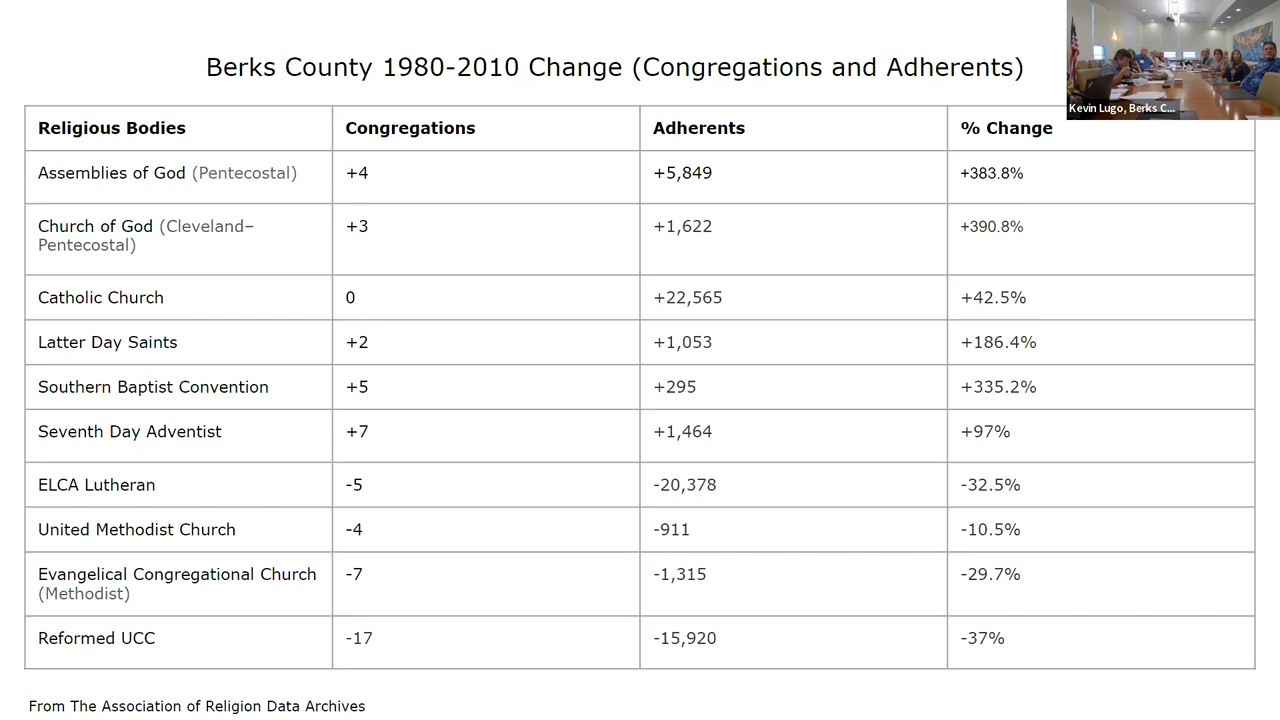 Berks County 1980-2010 Change (Congregations and Adherents)
Kevin Lugo, Berks C...
Religious Bodies Congregations Adherents % Change
Assemblies of God (Pentecostal) +4 +5,849 +383.8%
Church of God (Cleveland–
Pentecostal) +3 +1,622 +390.8%
Catholic Church 0 +22,565 +42.5%
Latter Day Saints +2 +1,053 +186.4%
Southern Baptist Convention +5 +295 +335.2%
Seventh Day Adventist +7 +1,464 +97%
ELCA Lutheran -5 -20,378 -32.5%
United Methodist Church -4 -911 -10.5%
Evangelical Congregational Church
(Methodist) -7 -1,315 -29.7%
Reformed UCC -17 -15,920 -37%
From The Association of Religion Data Archives